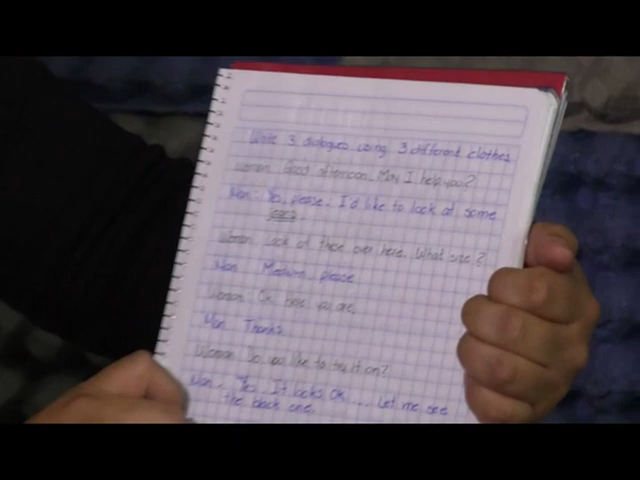 Write 3 dialogues using 3 different clothes
Woman: Good afternoon. May I help you?
Man: Yes, please. I'd like to look at some
Woman: Look at these over here. What size?
Man: Medium please
Woman: Ok here you are.
Man: Thanks
Woman: Do you like to try it on?
Man: Yes. It looks OK ... Let me see
the black one.